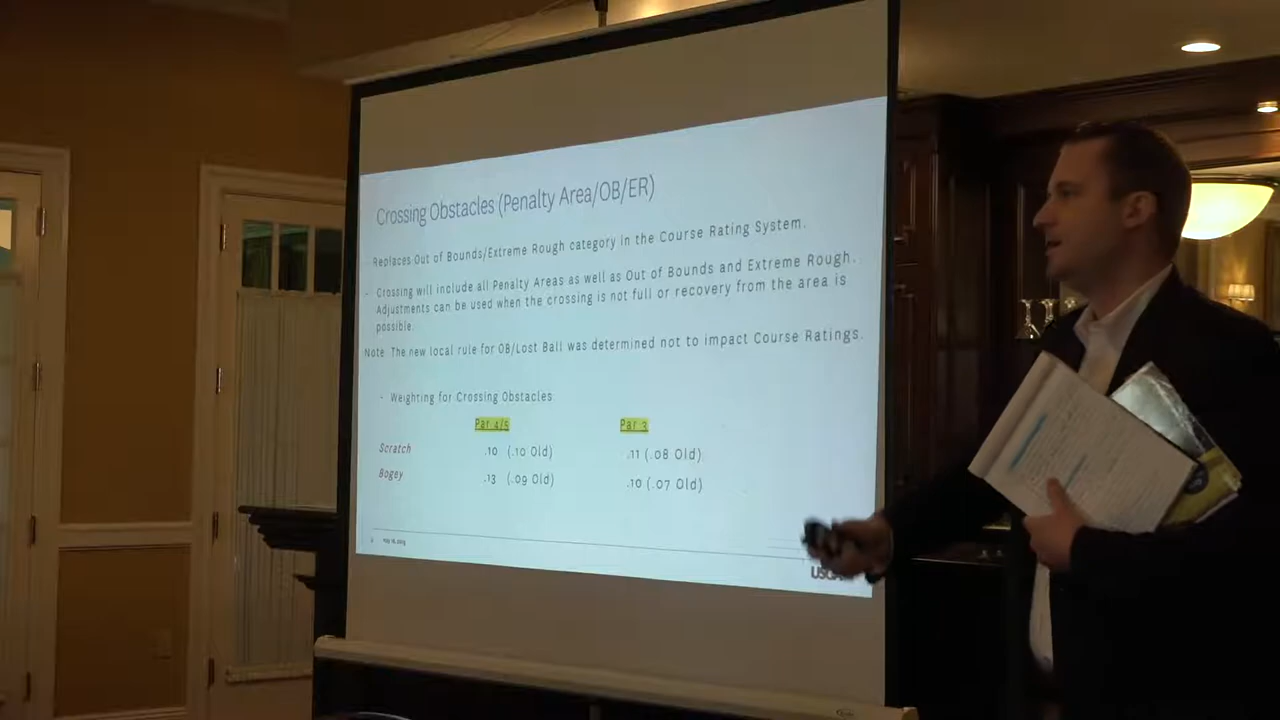 Crossing Obstacles (Penalty Area/OB/ER)
Replaces Out of Bounds/Extreme Rough category in the Course Rating System.
- Crossing will include all Penalty Areas as well as Out of Bounds and Extreme Rough.
Adjustments can be used when the crossing is not full or recovery from the area is
possible.
Note: The new local rule for OB/Lost Ball was determined not to impact Course Ratings.
- Weighting for Crossing Obstacles
Par 4/5 Par 3
Scratch .10 (.10 Old) .11 (.08 Old)
Bogey .13 (.09 Old) .10 (.07 Old)